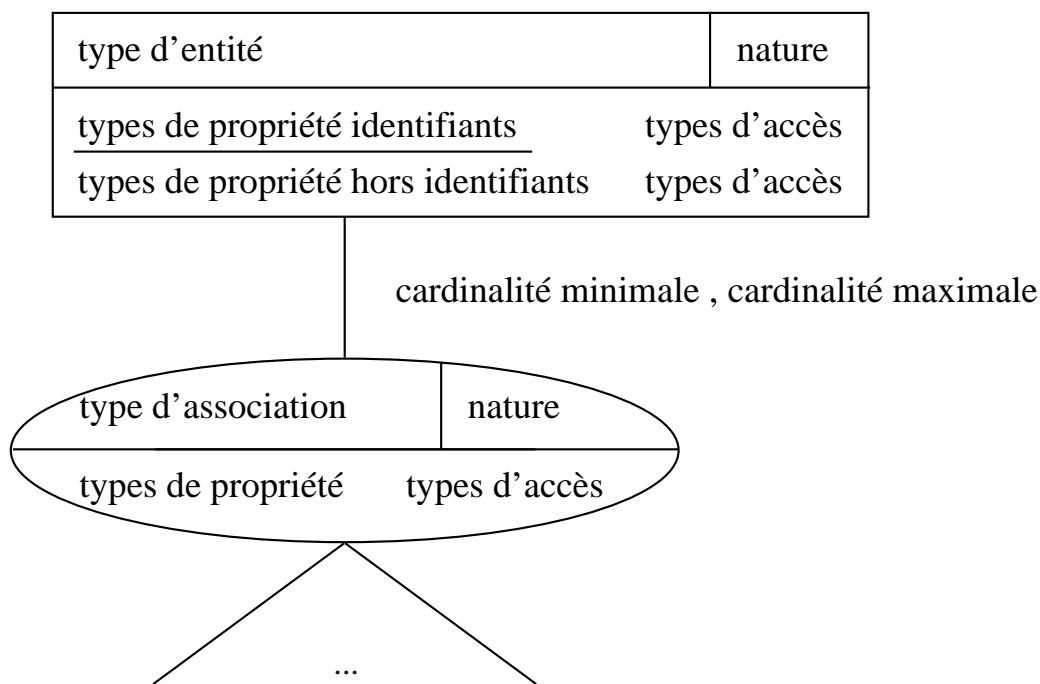 type d’entité nature
types de propriété identifiants types d’accès
types de propriété hors identifiants types d’accès
cardinalité minimale , cardinalité maximale
type d’association nature
types de propriété types d’accès
...